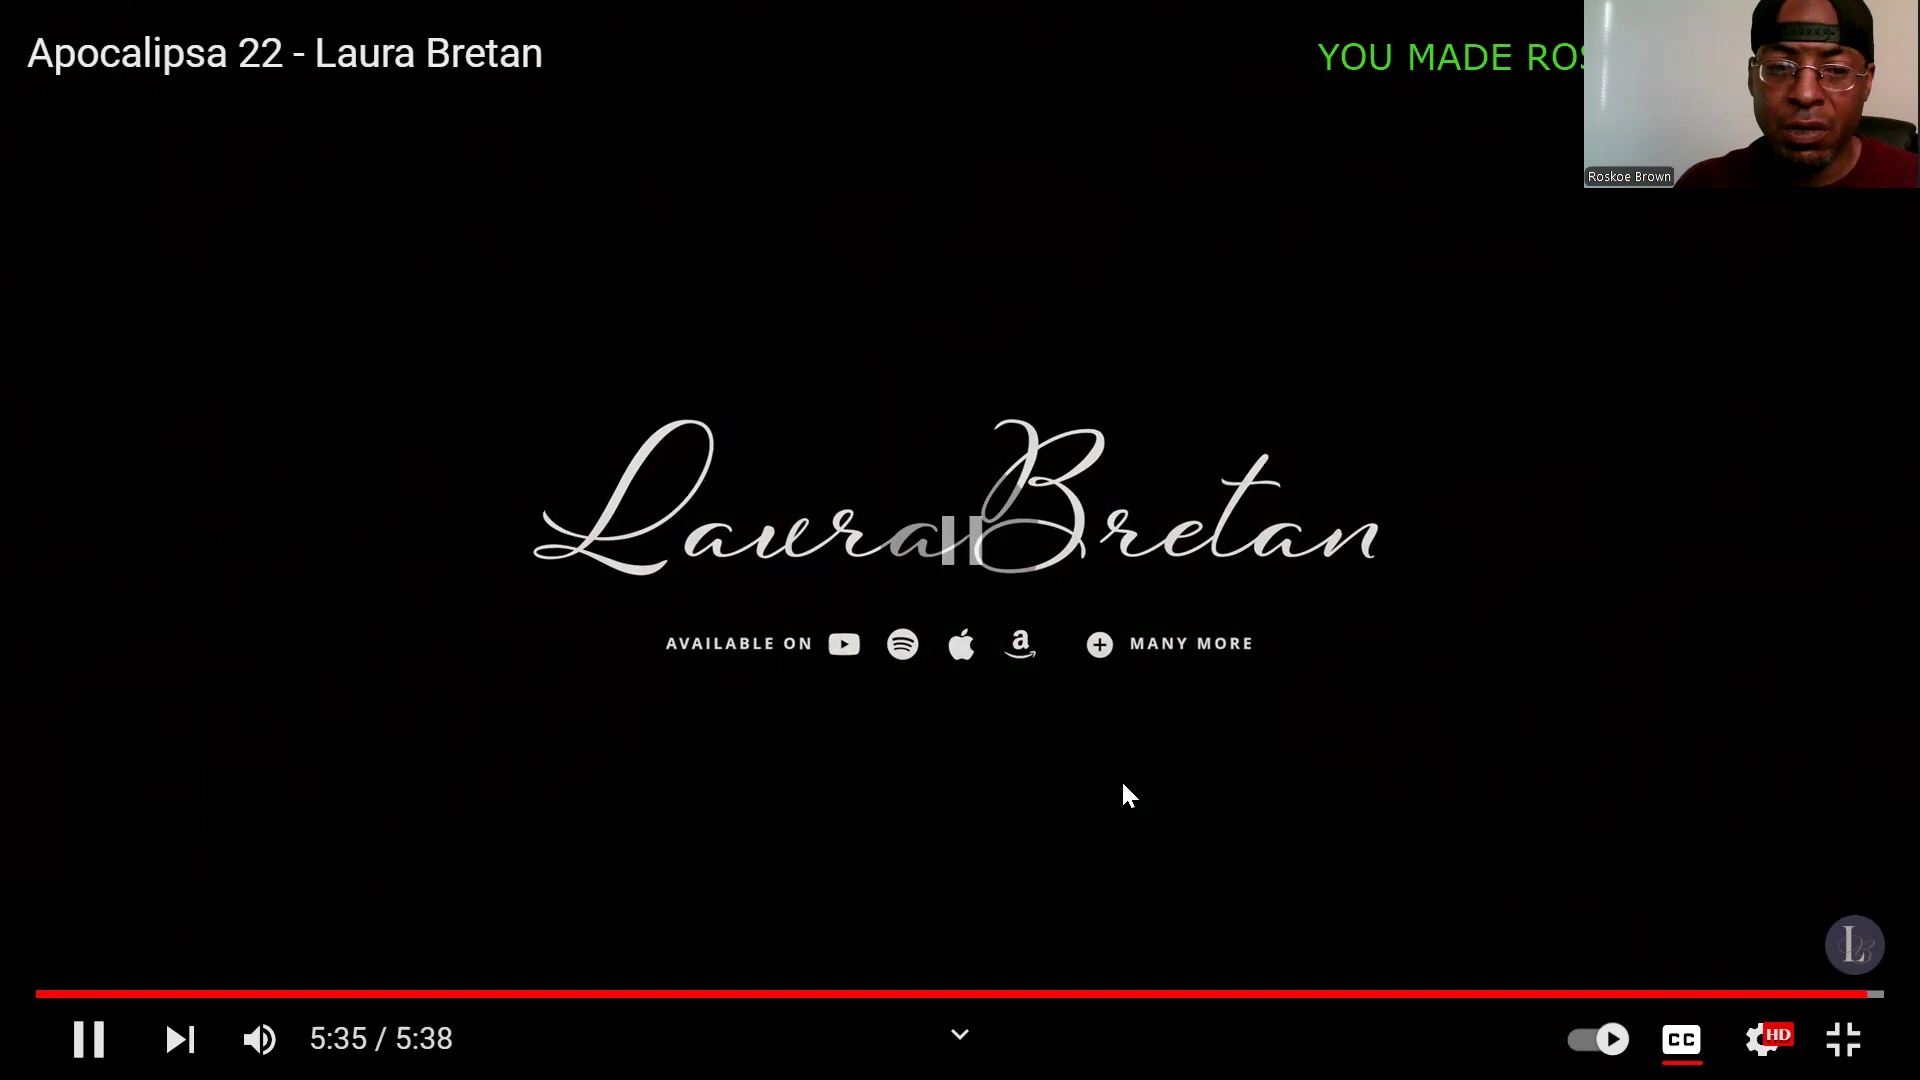 Apocalipsa 22 - Laura Bretan
YOU MADE ROS
Roskoe Brown
Laura Bretan
AVAILABLE ON
a
MANY MORE
L
5:35 / 5:38
CC
HD